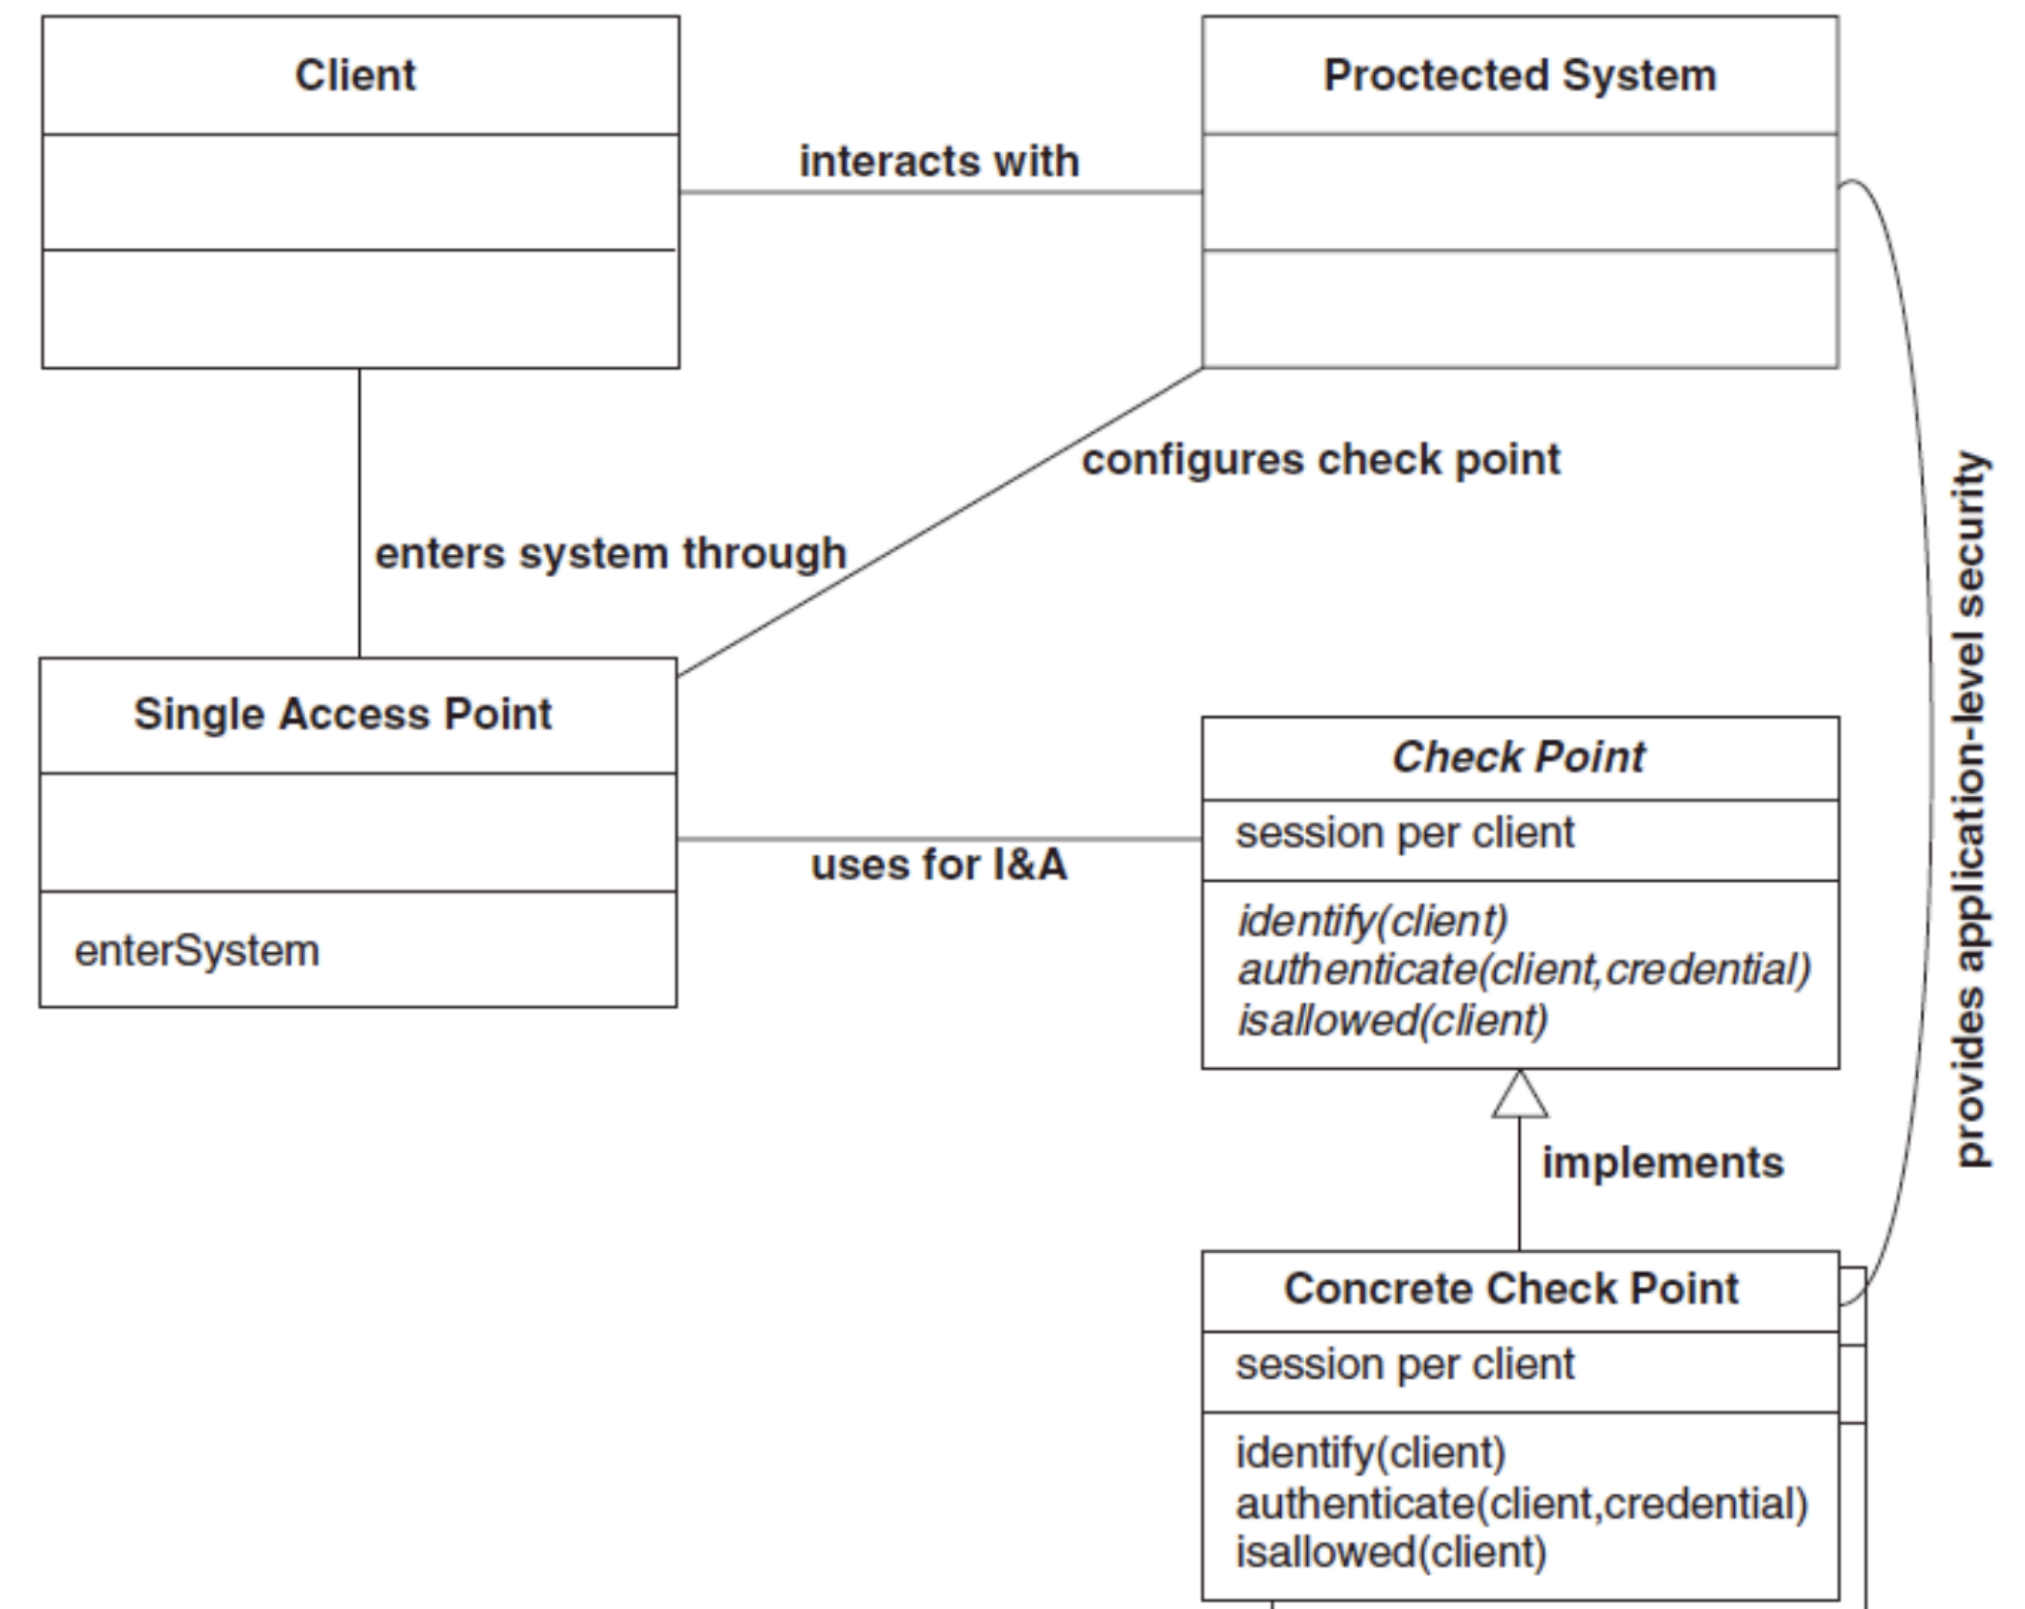 Client
Proctected System
interacts with
configures check point
enters system through
provides application-level security
Single Access Point
enterSystem
uses for I&A
Check Point
session per client
identify(client)
authenticate(client,credential)
isallowed(client)
implements
Concrete Check Point
session per client
identify(client)
authenticate(client,credential)
isallowed(client)